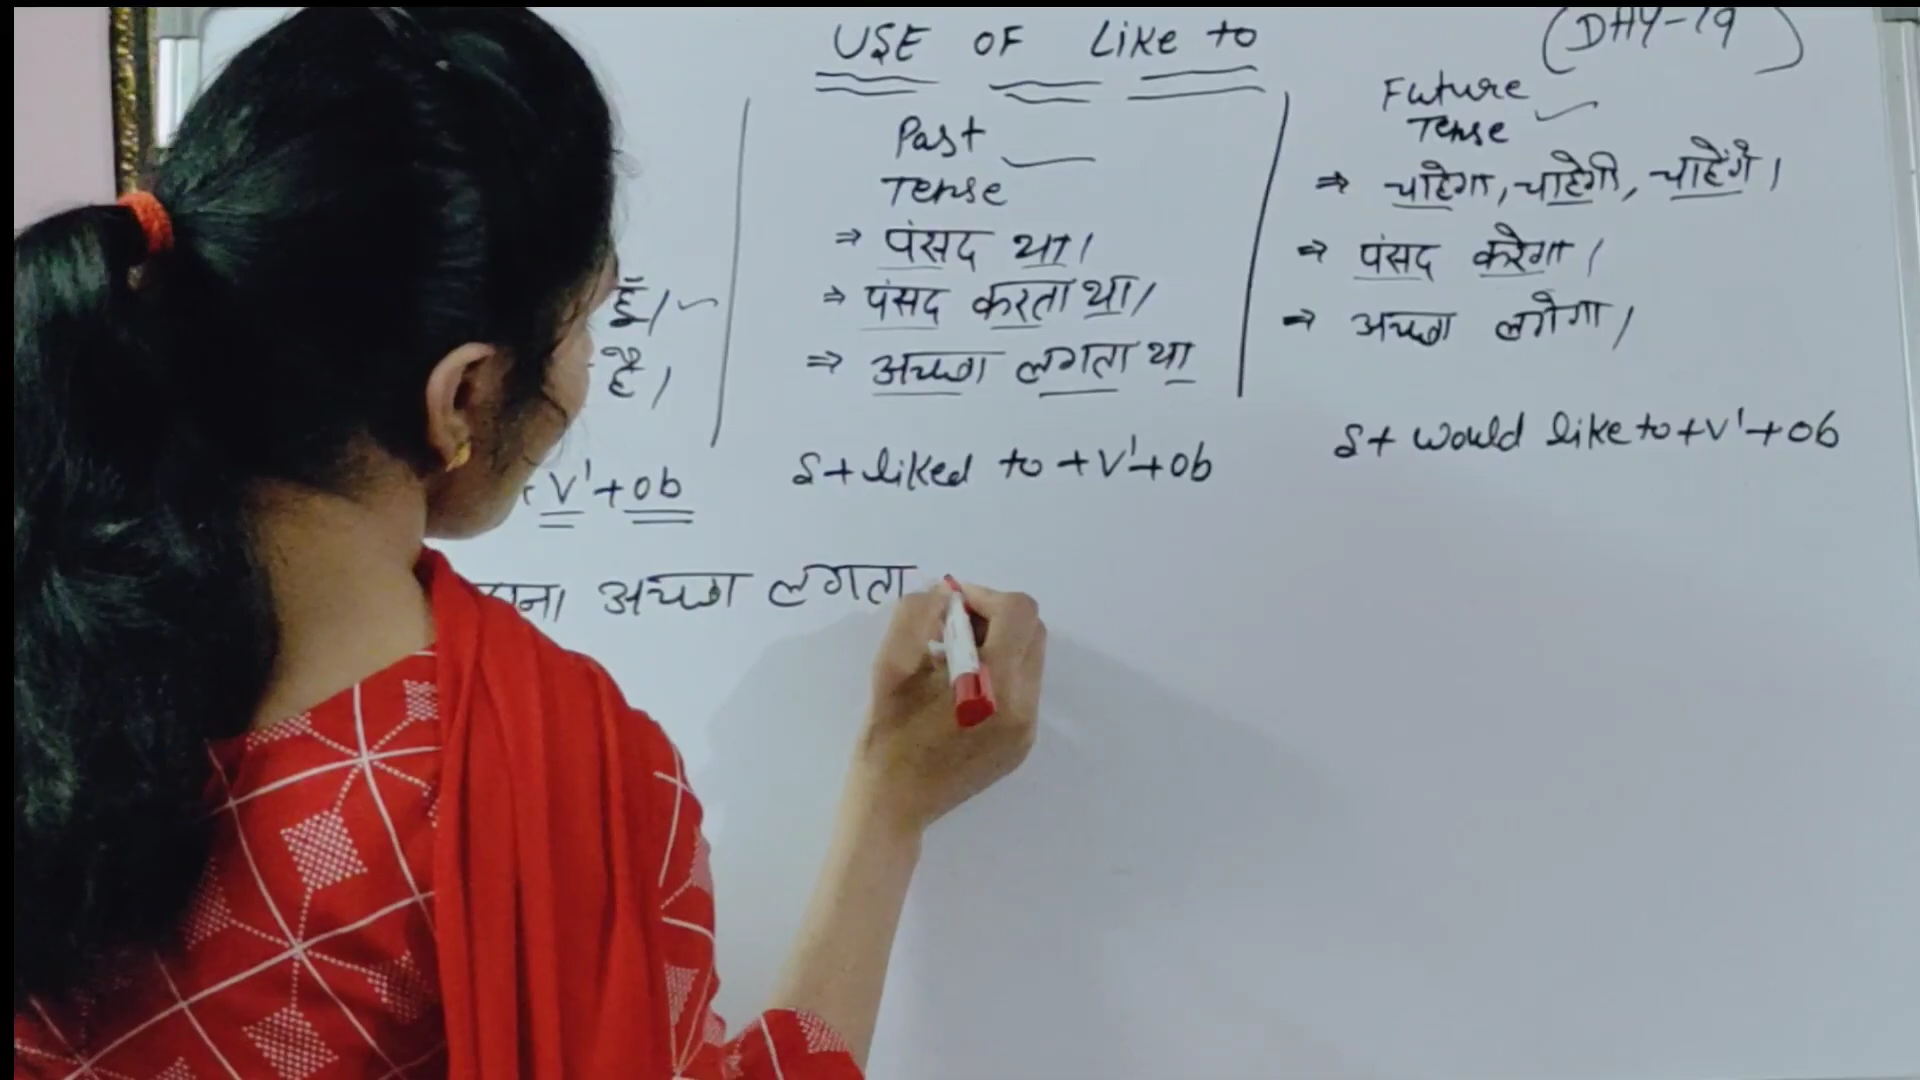 (DAY-19)
USE OF Like to
Past
Tense
⇒ पंसद था।
⇒ पंसद करता था।
⇒ अच्छा लगता था
S+liked to+V¹+ob
Future
Tense
⇒ चाहेगा, चाहेगी, चाहेंगे।
⇒ पंसद करेगा।
⇒ अच्छा लगेगा।
S+would like to+V¹+ob
हूँ।
है।
V¹+ob
अच्छा लगता